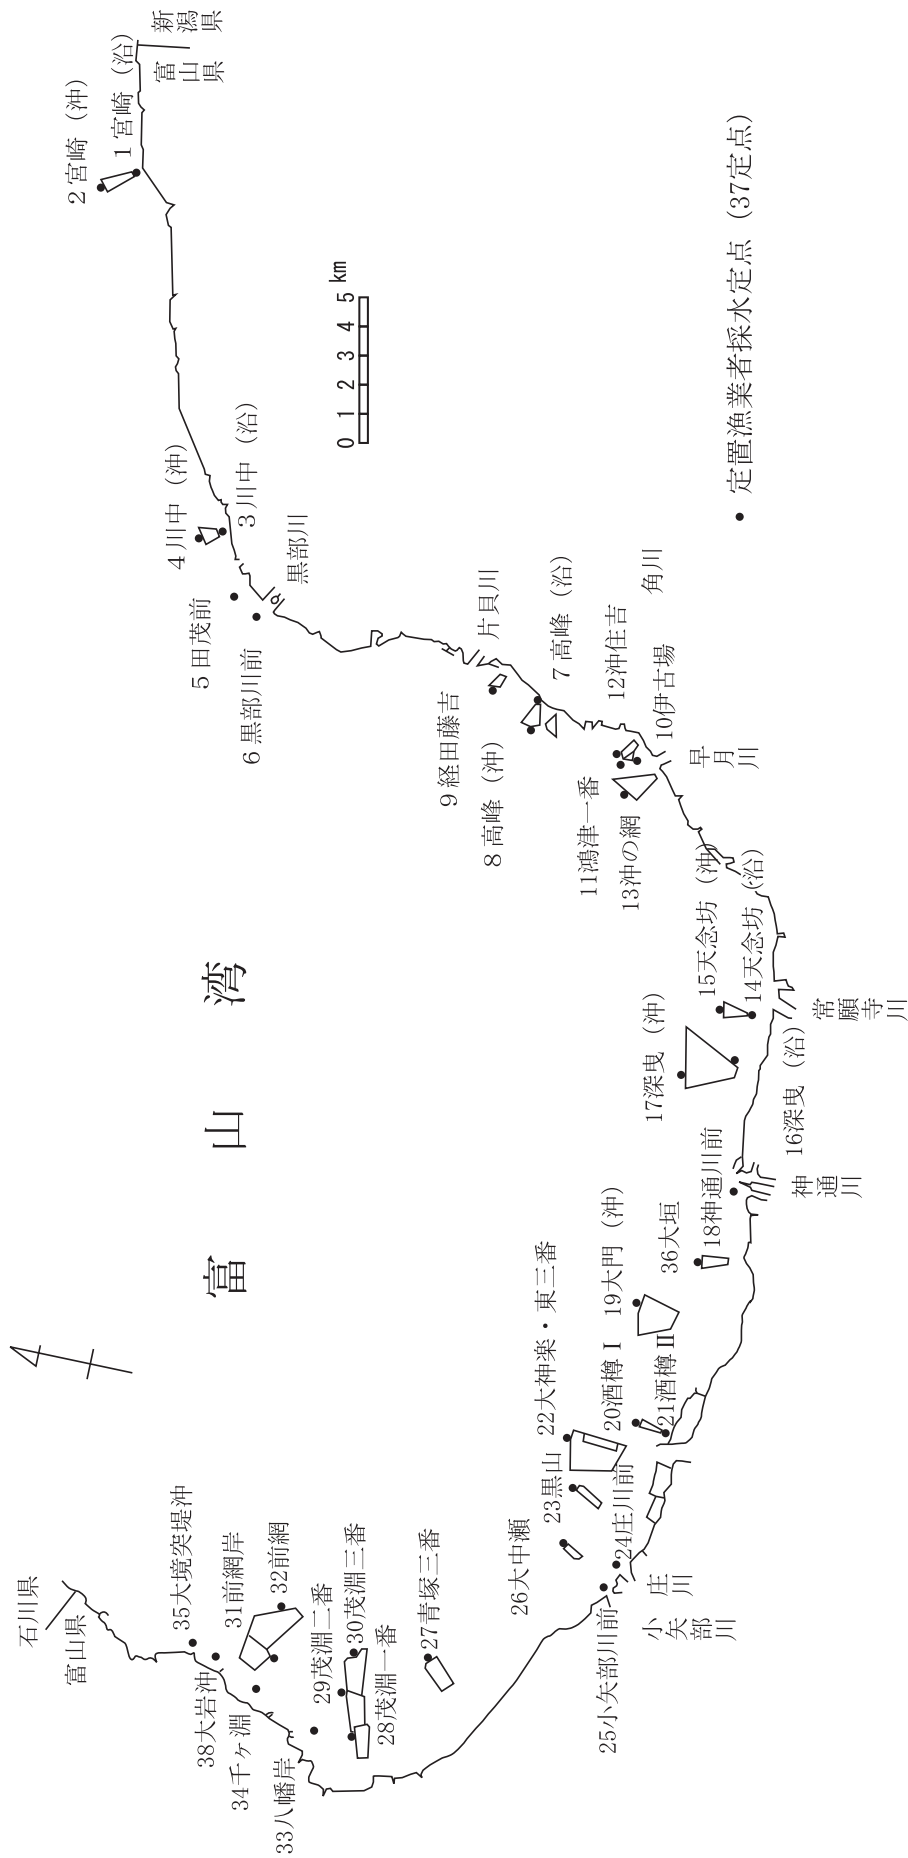 新潟県
富山県
1宮崎（沿）
2宮崎（沖）
3川中（沿）
4川中（沖）
5田茂前
黒部川
6黒部川前
0 1 2 3 4 5 km
片貝川
7高峰（沿）
8高峰（沖）
9経田藤吉
角川
12沖住吉
10伊古場
早月川
11鴻津一番
13沖の網
● 定置漁業者採水定点（37定点）
富山湾
15天念坊（沖）
14天念坊（沿）
常願寺川
17深曳（沖）
16深曳（沿）
神通川
18神通川前
36大垣
19大門（沖）
20酒樽Ⅰ
21酒樽Ⅱ
22大神楽・東三番
23黒山
24庄川前
庄川
小矢部川
25小矢部川前
26大中瀬
27青塚三番
28茂淵一番
29茂淵二番
30茂淵三番
31前網岸
32前網
33八幡岸
34千ヶ淵
38大岩沖
35大境突堤沖
石川県
富山県